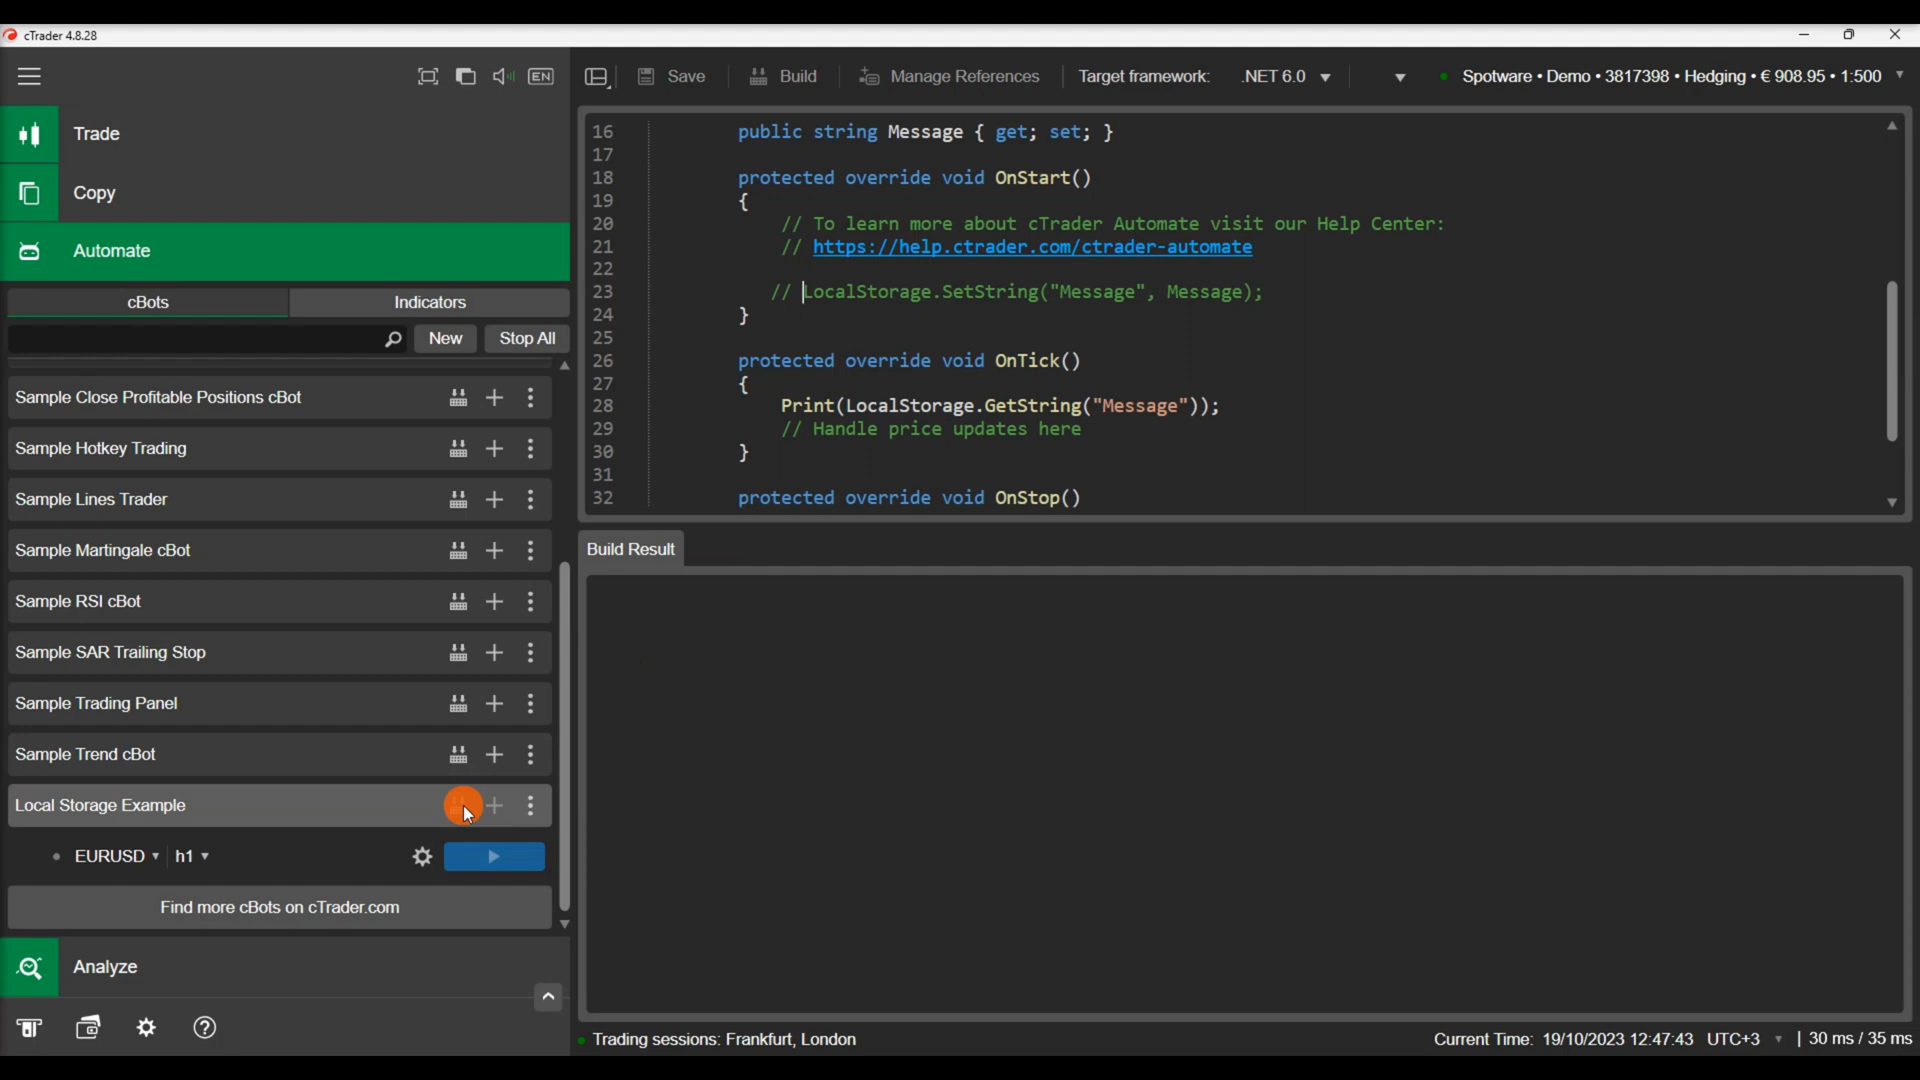 cTrader 4.8.28
EN
Save
Build
Manage References
Target framework:
.NET 6.0
Spotware • Demo • 3817398 • Hedging • € 908.95 • 1:500
Trade
Copy
Automate
cBots
Indicators
New
Stop All
Sample Close Profitable Positions cBot
Sample Hotkey Trading
Sample Lines Trader
Sample Martingale cBot
Sample RSI cBot
Sample SAR Trailing Stop
Sample Trading Panel
Sample Trend cBot
Local Storage Example
EURUSD
h1
Find more cBots on cTrader.com
Analyze
16 public string Message { get; set; }
17
18 protected override void OnStart()
19 {
20 // To learn more about cTrader Automate visit our Help Center:
21 // https://help.ctrader.com/ctrader-automate
22
23 // LocalStorage.SetString("Message", Message);
24 }
25
26 protected override void OnTick()
27 {
28 Print(LocalStorage.GetString("Message"));
29 // Handle price updates here
30 }
31
32 protected override void OnStop()
Build Result
Trading sessions: Frankfurt, London
Current Time: 19/10/2023 12:47:43 UTC+3
30 ms / 35 ms